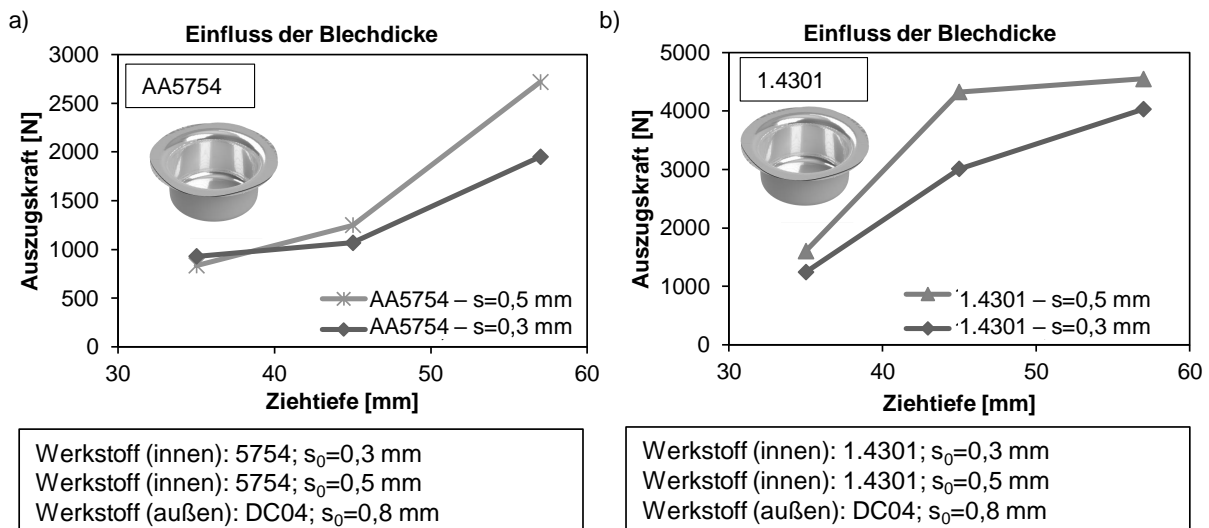 a)
Einfluss der Blechdicke
3000
2500
2000
1500
1000
500
0
Auszugskraft [N]
AA5754
AA5754 – s=0,5 mm
AA5754 – s=0,3 mm
30 40 50 60
Ziehtiefe [mm]
Werkstoff (innen): 5754; s₀=0,3 mm
Werkstoff (innen): 5754; s₀=0,5 mm
Werkstoff (außen): DC04; s₀=0,8 mm
b)
Einfluss der Blechdicke
5000
4000
3000
2000
1000
0
Auszugskraft [N]
1.4301
1.4301 – s=0,5 mm
1.4301 – s=0,3 mm
30 40 50 60
Ziehtiefe [mm]
Werkstoff (innen): 1.4301; s₀=0,3 mm
Werkstoff (innen): 1.4301; s₀=0,5 mm
Werkstoff (außen): DC04; s₀=0,8 mm